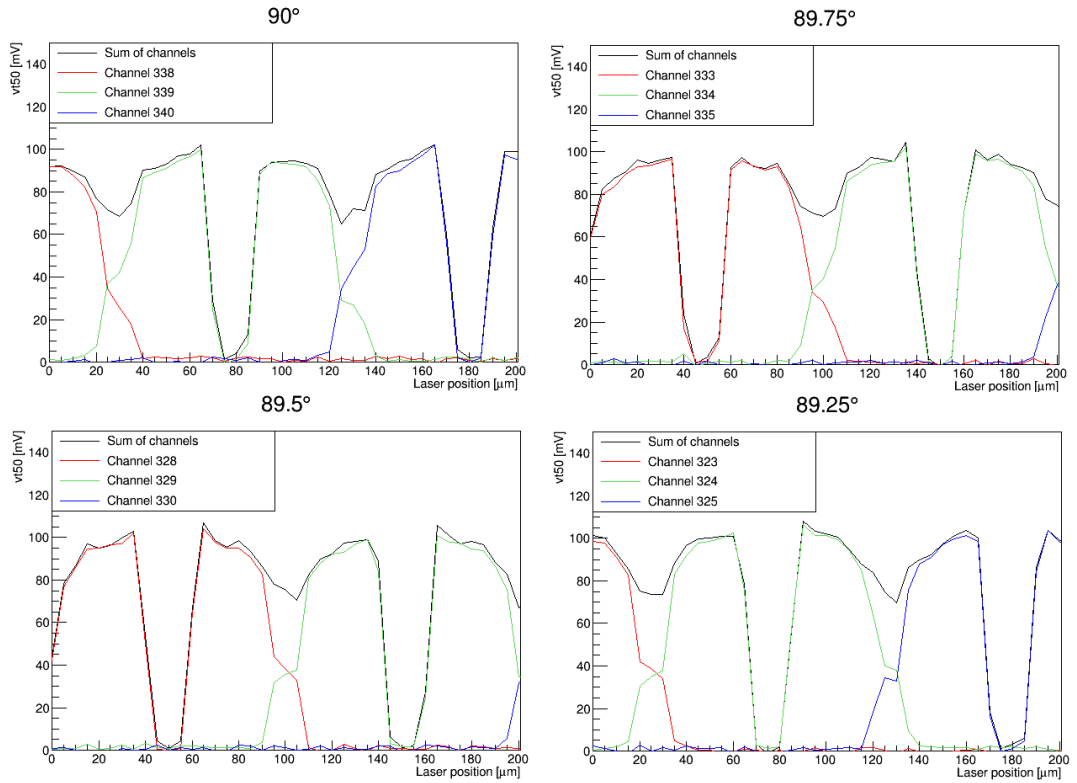 90°
vt50 [mV]
140
120
100
80
60
40
20
0
Sum of channels
Channel 338
Channel 339
Channel 340
0 20 40 60 80 100 120 140 160 180 200
Laser position [μm]
89.75°
vt50 [mV]
140
120
100
80
60
40
20
0
Sum of channels
Channel 333
Channel 334
Channel 335
0 20 40 60 80 100 120 140 160 180 200
Laser position [μm]
89.5°
vt50 [mV]
140
120
100
80
60
40
20
0
Sum of channels
Channel 328
Channel 329
Channel 330
0 20 40 60 80 100 120 140 160 180 200
Laser position [μm]
89.25°
vt50 [mV]
140
120
100
80
60
40
20
0
Sum of channels
Channel 323
Channel 324
Channel 325
0 20 40 60 80 100 120 140 160 180 200
Laser position [μm]